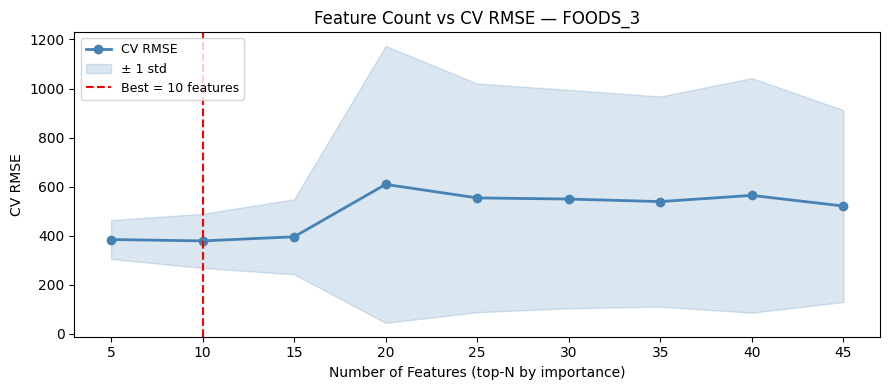 Feature Count vs CV RMSE — FOODS_3
CV RMSE
± 1 std
Best = 10 features
CV RMSE
1200
1000
800
600
400
200
0
5 10 15 20 25 30 35 40 45
Number of Features (top-N by importance)